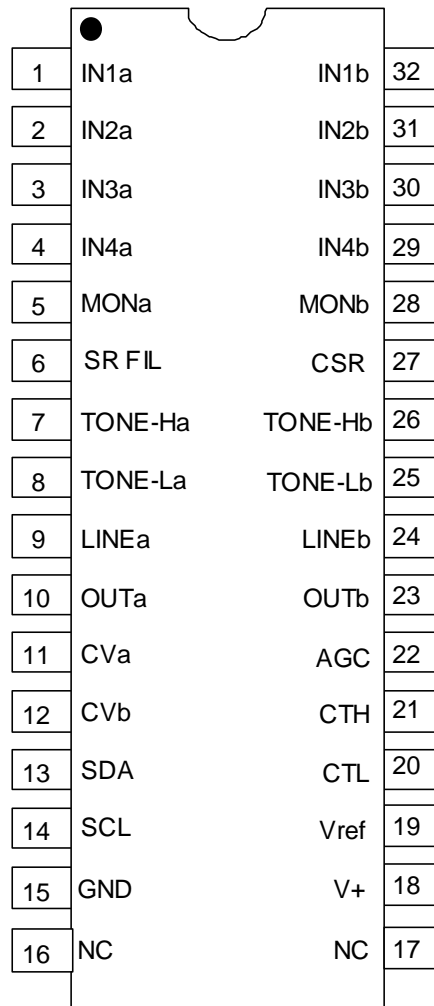 1 IN1a IN1b 32
2 IN2a IN2b 31
3 IN3a IN3b 30
4 IN4a IN4b 29
5 MONa MONb 28
6 SR FIL CSR 27
7 TONE-Ha TONE-Hb 26
8 TONE-La TONE-Lb 25
9 LINEa LINEb 24
10 OUTa OUTb 23
11 CVa AGC 22
12 CVb CTH 21
13 SDA CTL 20
14 SCL Vref 19
15 GND V+ 18
16 NC NC 17